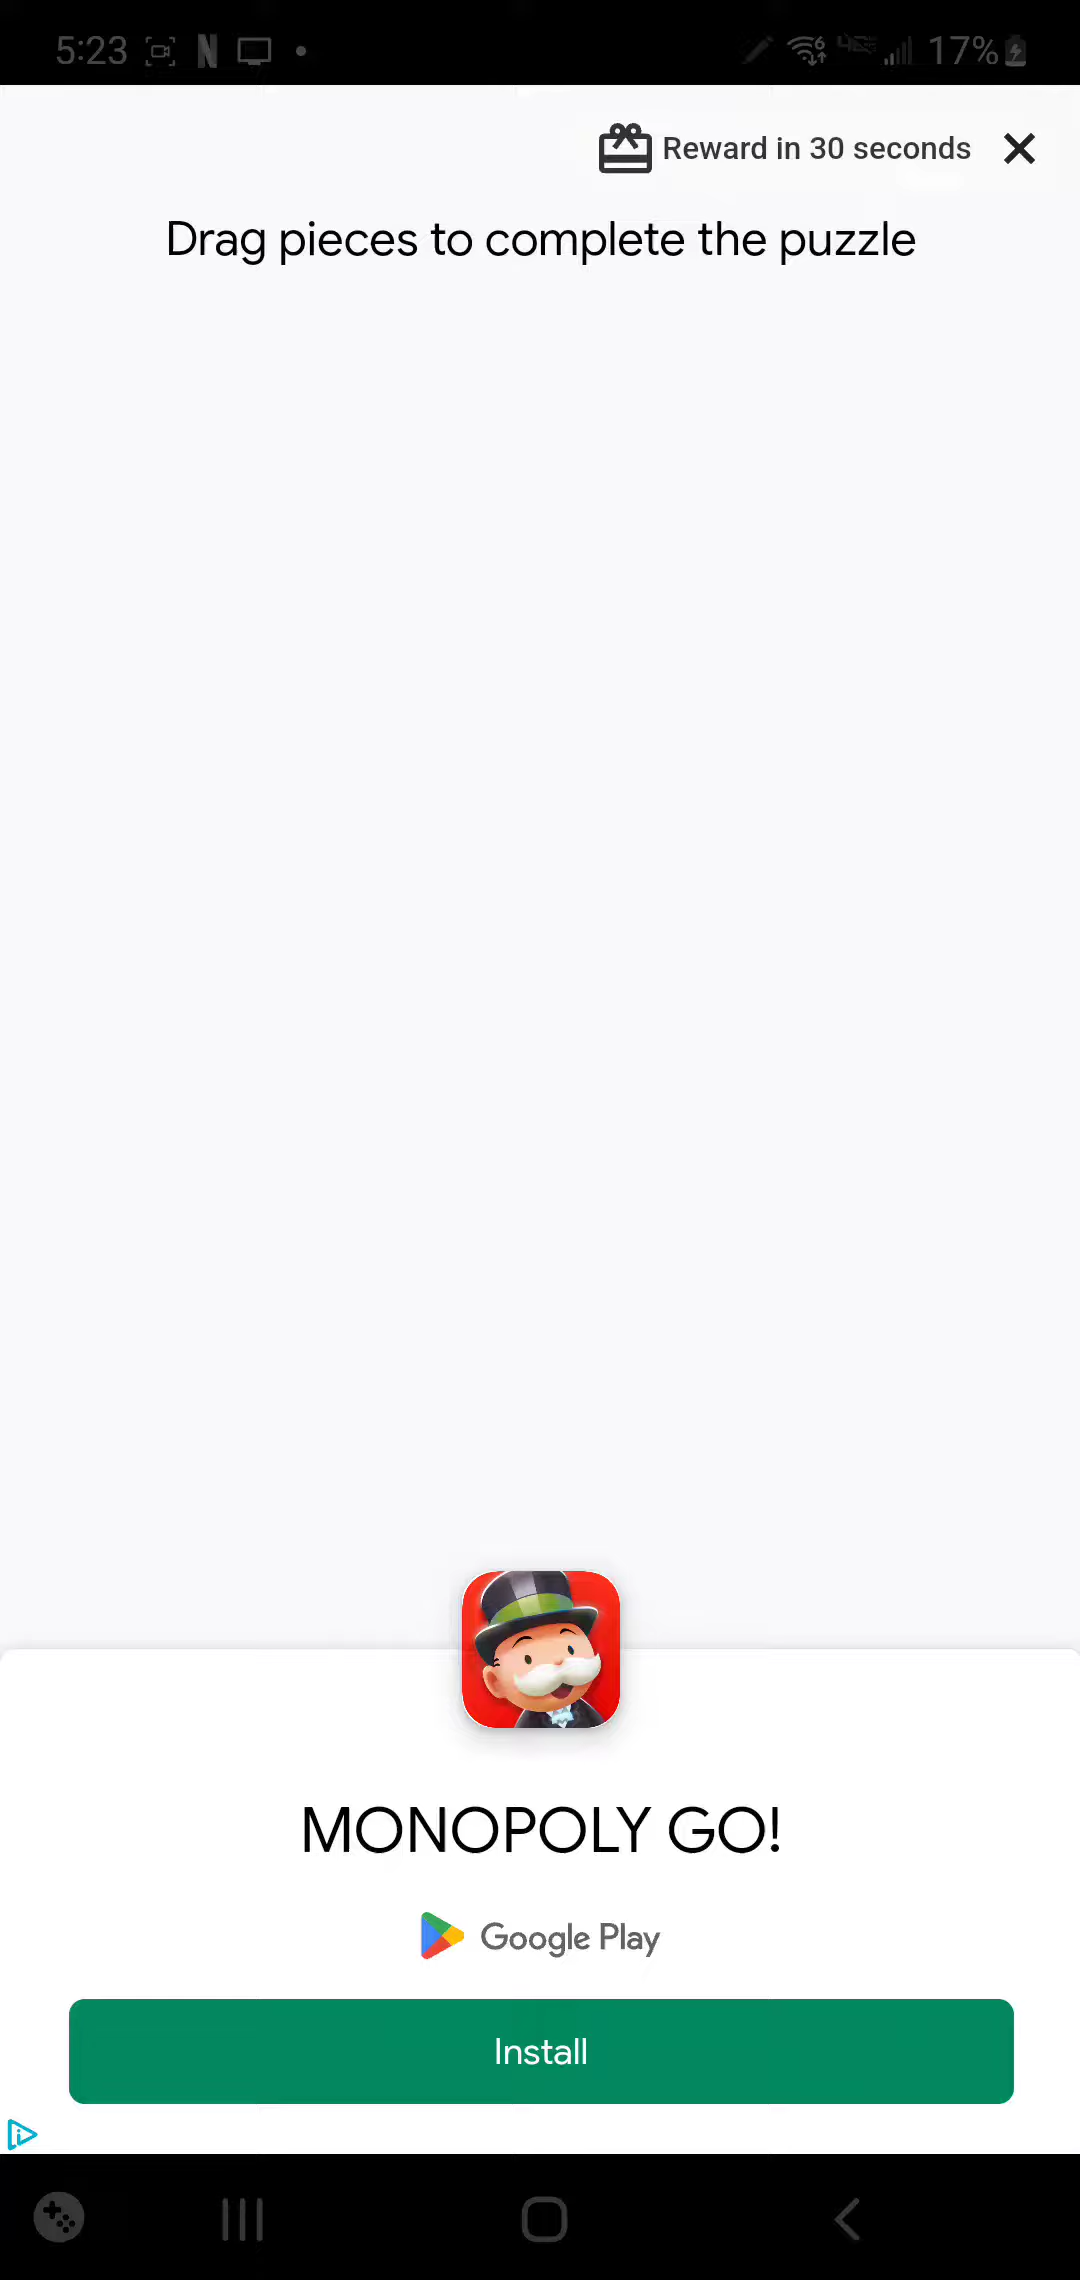 5:23
17%
Reward in 30 seconds
Drag pieces to complete the puzzle
MONOPOLY GO!
Google Play
Install